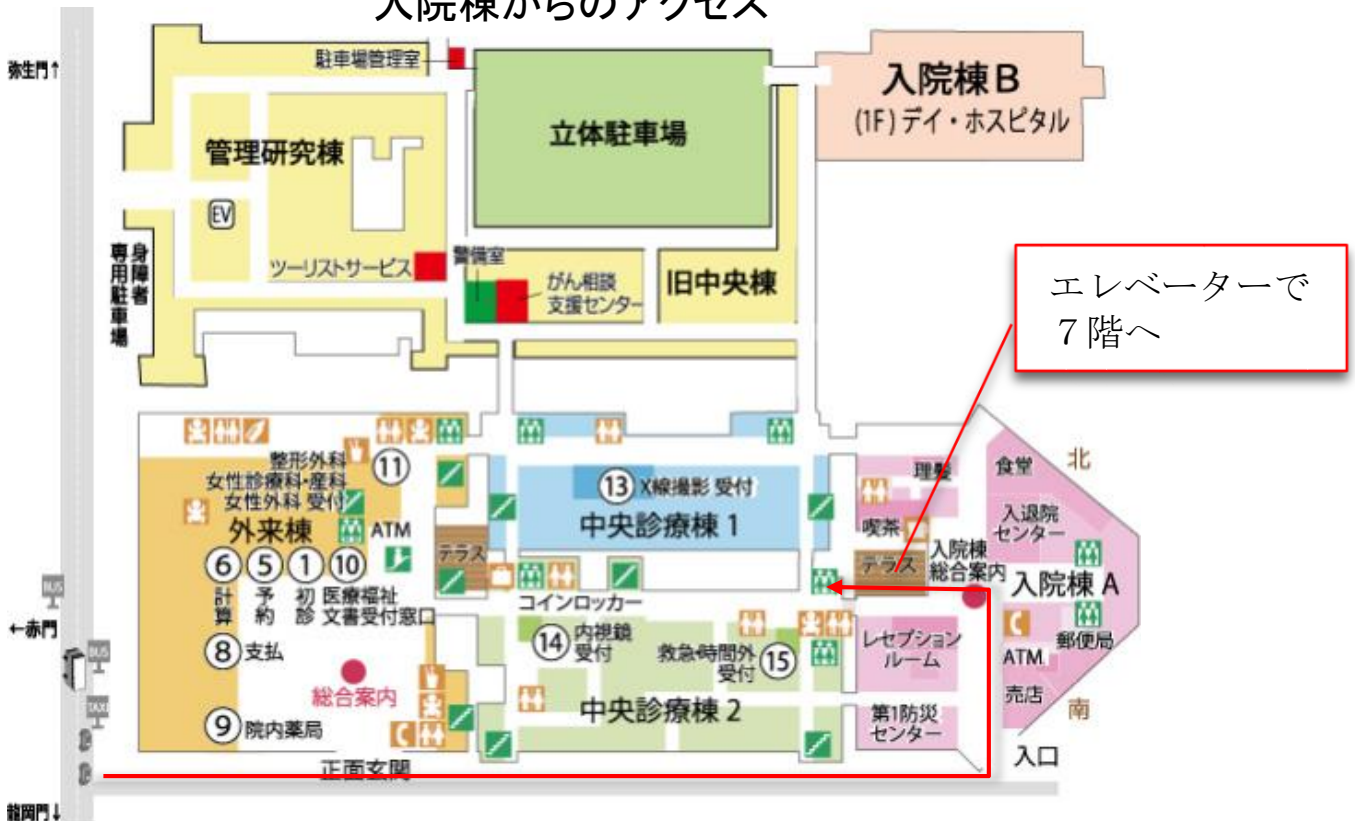 入院棟からのアクセス
弥生門↑
駐車場管理室
立体駐車場
入院棟B
(1F)デイ・ホスピタル
管理研究棟
EV
身障者
専用駐車場
ツーリストサービス
警備室
がん相談
支援センター
旧中央棟
エレベーターで
７階へ
整形外科
女性診療科・産科
女性外科 受付
⑪
外来棟
ATM
テラス
⑬ X線撮影 受付
中央診療棟 1
理髪
喫茶
テラス
食堂
北
入退院
センター
入院棟
総合案内
入院棟 A
⑥ 計算
⑤ 予約
① 初診
⑩ 医療福祉
文書受付窓口
コインロッカー
⑭ 内視鏡
受付
救急・時間外
受付 ⑮
レセプション
ルーム
郵便局
ATM
売店
南
BUS
←赤門
BUS
TAXI
⑧ 支払
総合案内
⑨ 院内薬局
中央診療棟 2
第1防災
センター
入口
正面玄関
龍岡門↓